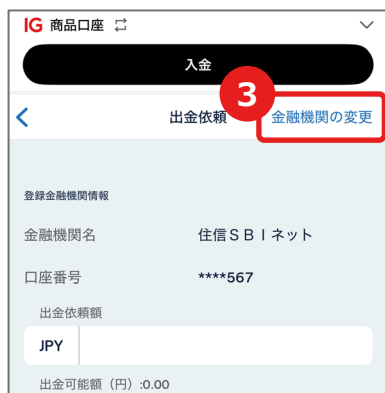 IG 商品口座
入金
3
出金依頼 金融機関の変更
登録金融機関情報
金融機関名 住信ＳＢＩネット
口座番号 ****567
出金依頼額
JPY
出金可能額（円）:0.00